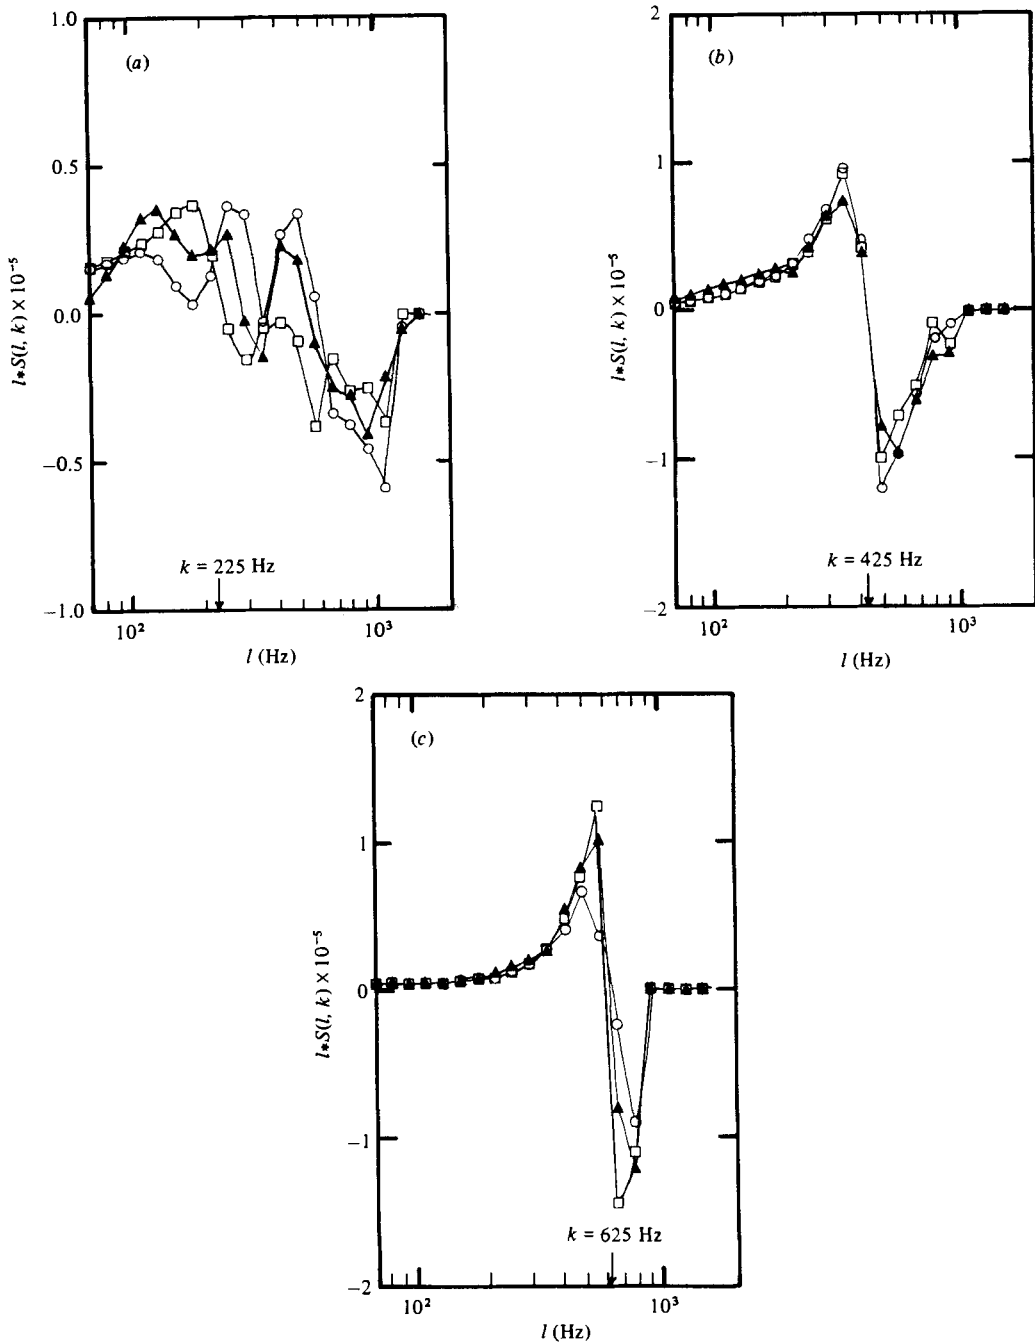 (a)
1.0
0.5
0.0
−0.5
−1.0
l*S(l, k) × 10⁻⁵
k = 225 Hz
10²
10³
l (Hz)
(b)
2
1
0
−1
−2
l*S(l, k) × 10⁻⁵
k = 425 Hz
10²
10³
l (Hz)
(c)
2
1
0
−1
−2
l*S(l, k) × 10⁻⁵
k = 625 Hz
10²
10³
l (Hz)